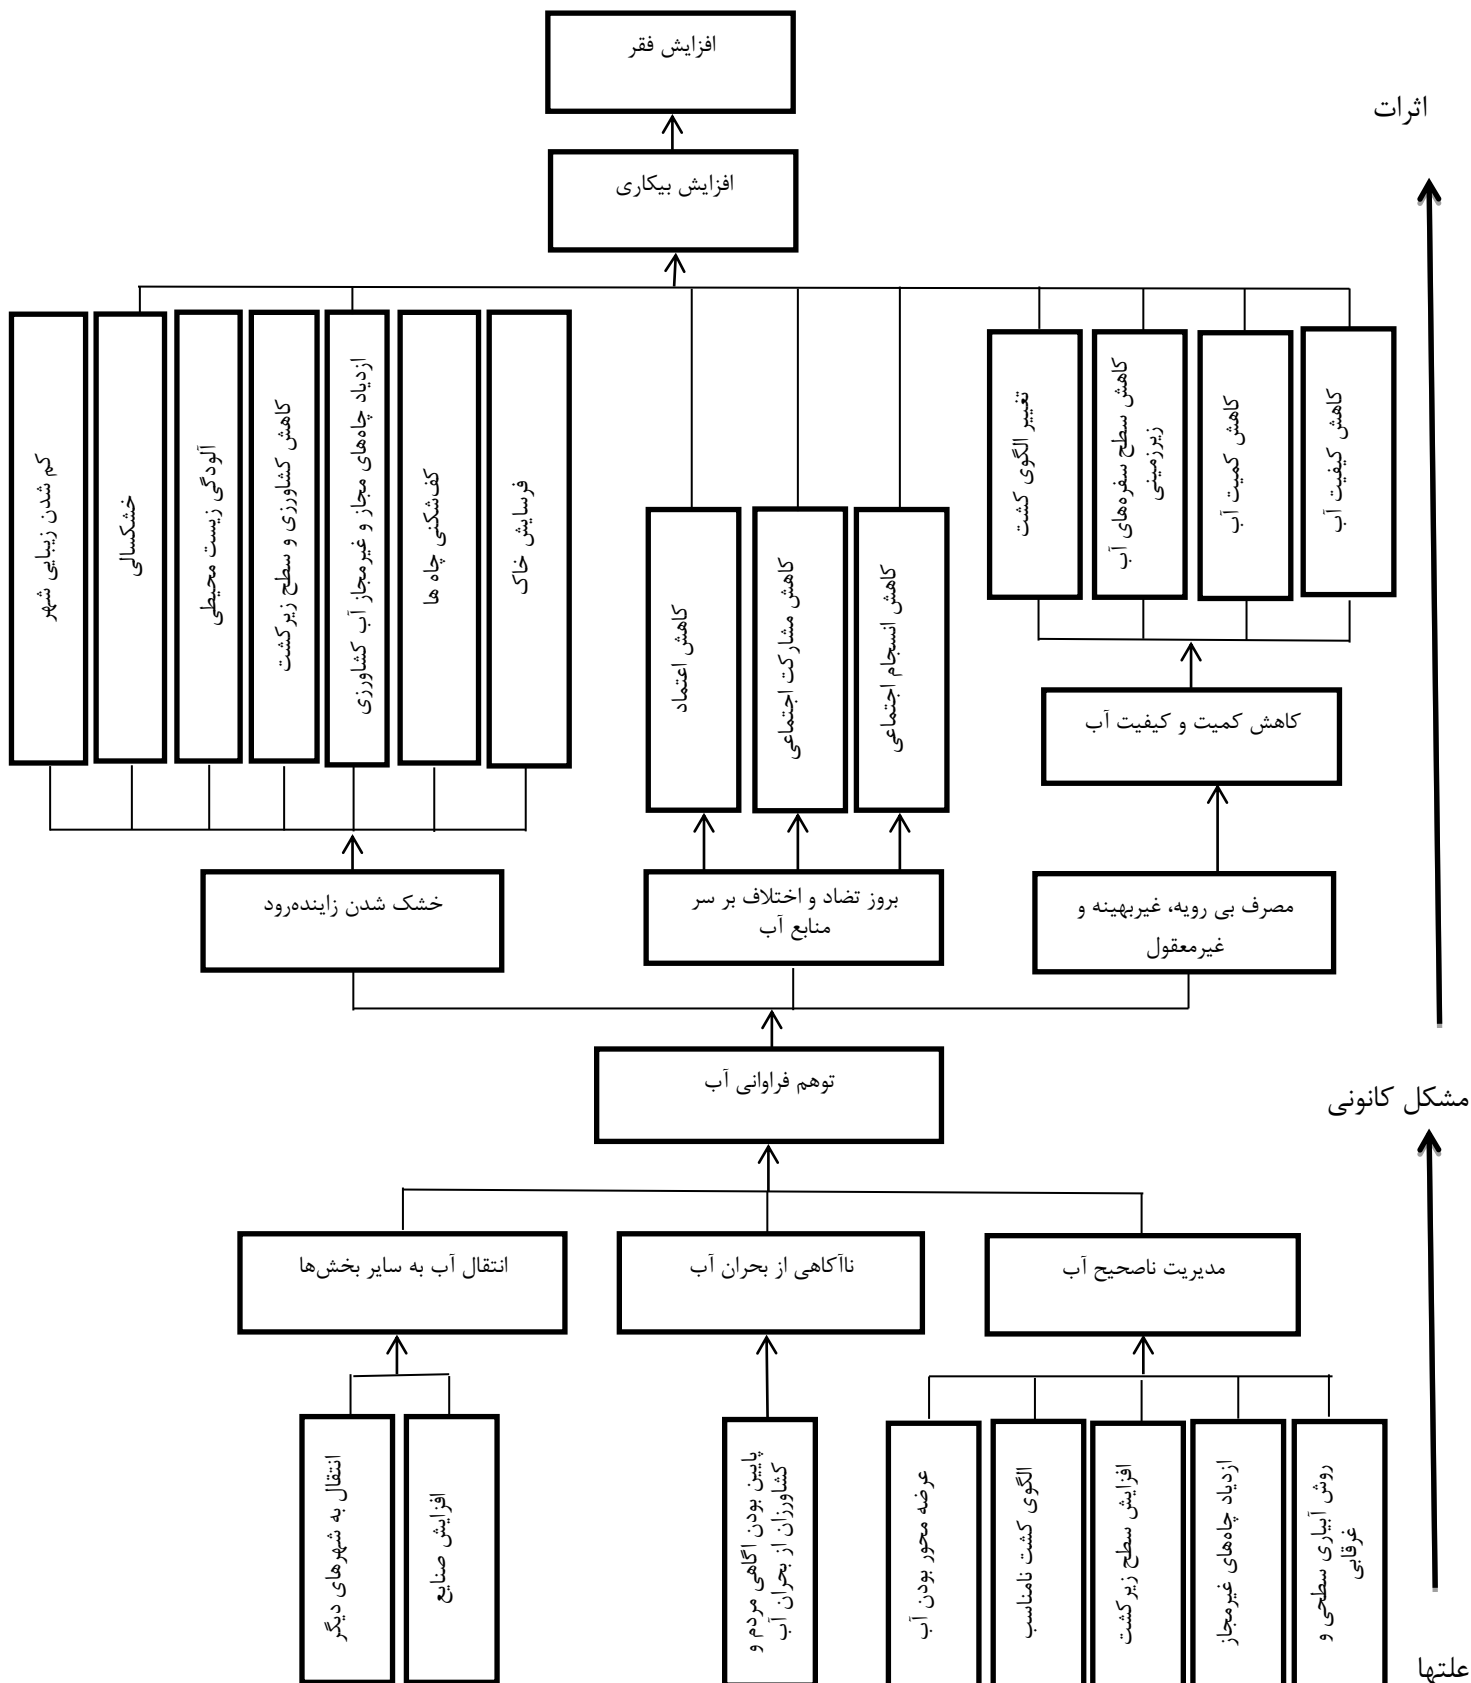 افزایش فقر
اثرات
افزایش بیکاری
کاهش کیفیت آب
کاهش کمیت آب
کاهش سطح سفره‌های آب
زیرزمینی
تغییر الگوی کشت
کاهش انسجام اجتماعی
کاهش مشارکت اجتماعی
کاهش اعتماد
فرسایش خاک
کف‌شکنی چاه ها
ازدیاد چاه‌های مجاز و غیرمجاز آب کشاورزی
کاهش کشاورزی و سطح زیرکشت
آلودگی زیست محیطی
خشکسالی
کم شدن زیبایی شهر
کاهش کمیت و کیفیت آب
مصرف بی رویه، غیربهینه و
غیرمعقول
بروز تضاد و اختلاف بر سر
منابع آب
خشک شدن زاینده‌رود
توهم فراوانی آب
مشکل کانونی
مدیریت ناصحیح آب
ناآکاهی از بحران آب
انتقال آب به سایر بخش‌ها
روش آبیاری سطحی و
غرقابی
ازدیاد چاه‌های غیرمجاز
افزایش سطح زیرکشت
الگوی کشت نامناسب
عرضه محور بودن آب
پایین بودن اگاهی مردم و
کشاورزان از بحران آب
افزایش صنایع
انتقال به شهرهای دیگر
علتها